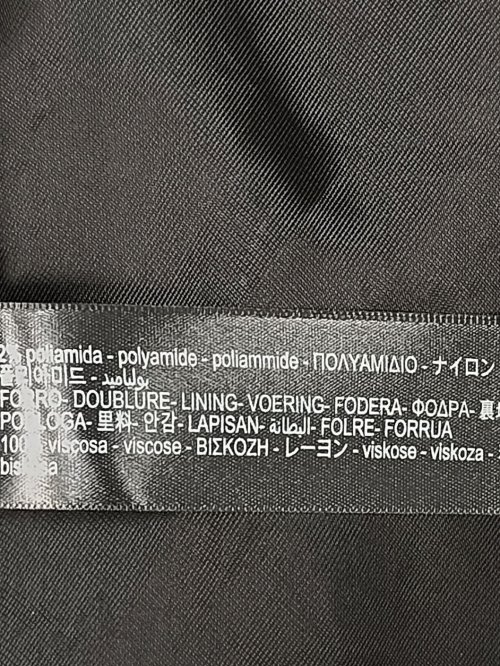 2% poliamida - polyamide - poliammide - ΠΟΛΥΑΜΙΔΙΟ - ナイロン
폴리아미드 - بولياميد
FORRO- DOUBLURE- LINING- VOERING- FODERA- ΦΟΔΡΑ- 裏
PODLOGA- 里料- 안감- LAPISAN- البطانة- FOLRE- FORRUA
100% viscosa - viscose - ΒΙΣΚΟΖΗ - レーヨン - viskose - viskoza -
biskosa